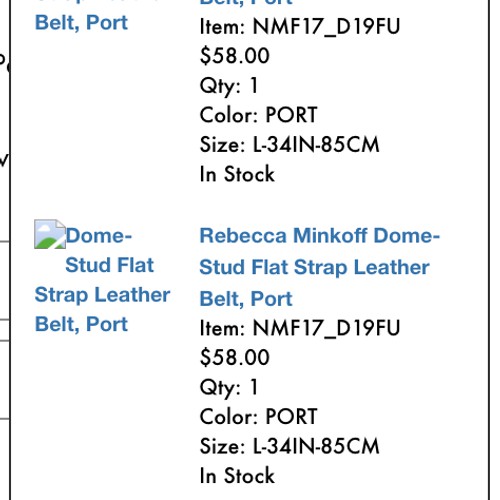 Belt, Port
Belt, Port
Item: NMF17_D19FU
$58.00
Qty: 1
Color: PORT
Size: L-34IN-85CM
In Stock
Dome-
Stud Flat
Strap Leather
Belt, Port
Rebecca Minkoff Dome-
Stud Flat Strap Leather
Belt, Port
Item: NMF17_D19FU
$58.00
Qty: 1
Color: PORT
Size: L-34IN-85CM
In Stock